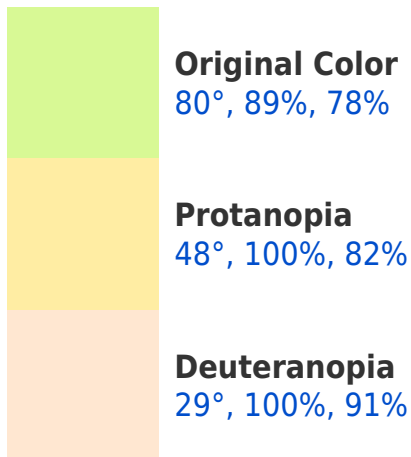 Original Color
80°, 89%, 78%
Protanopia
48°, 100%, 82%
Deuteranopia
29°, 100%, 91%